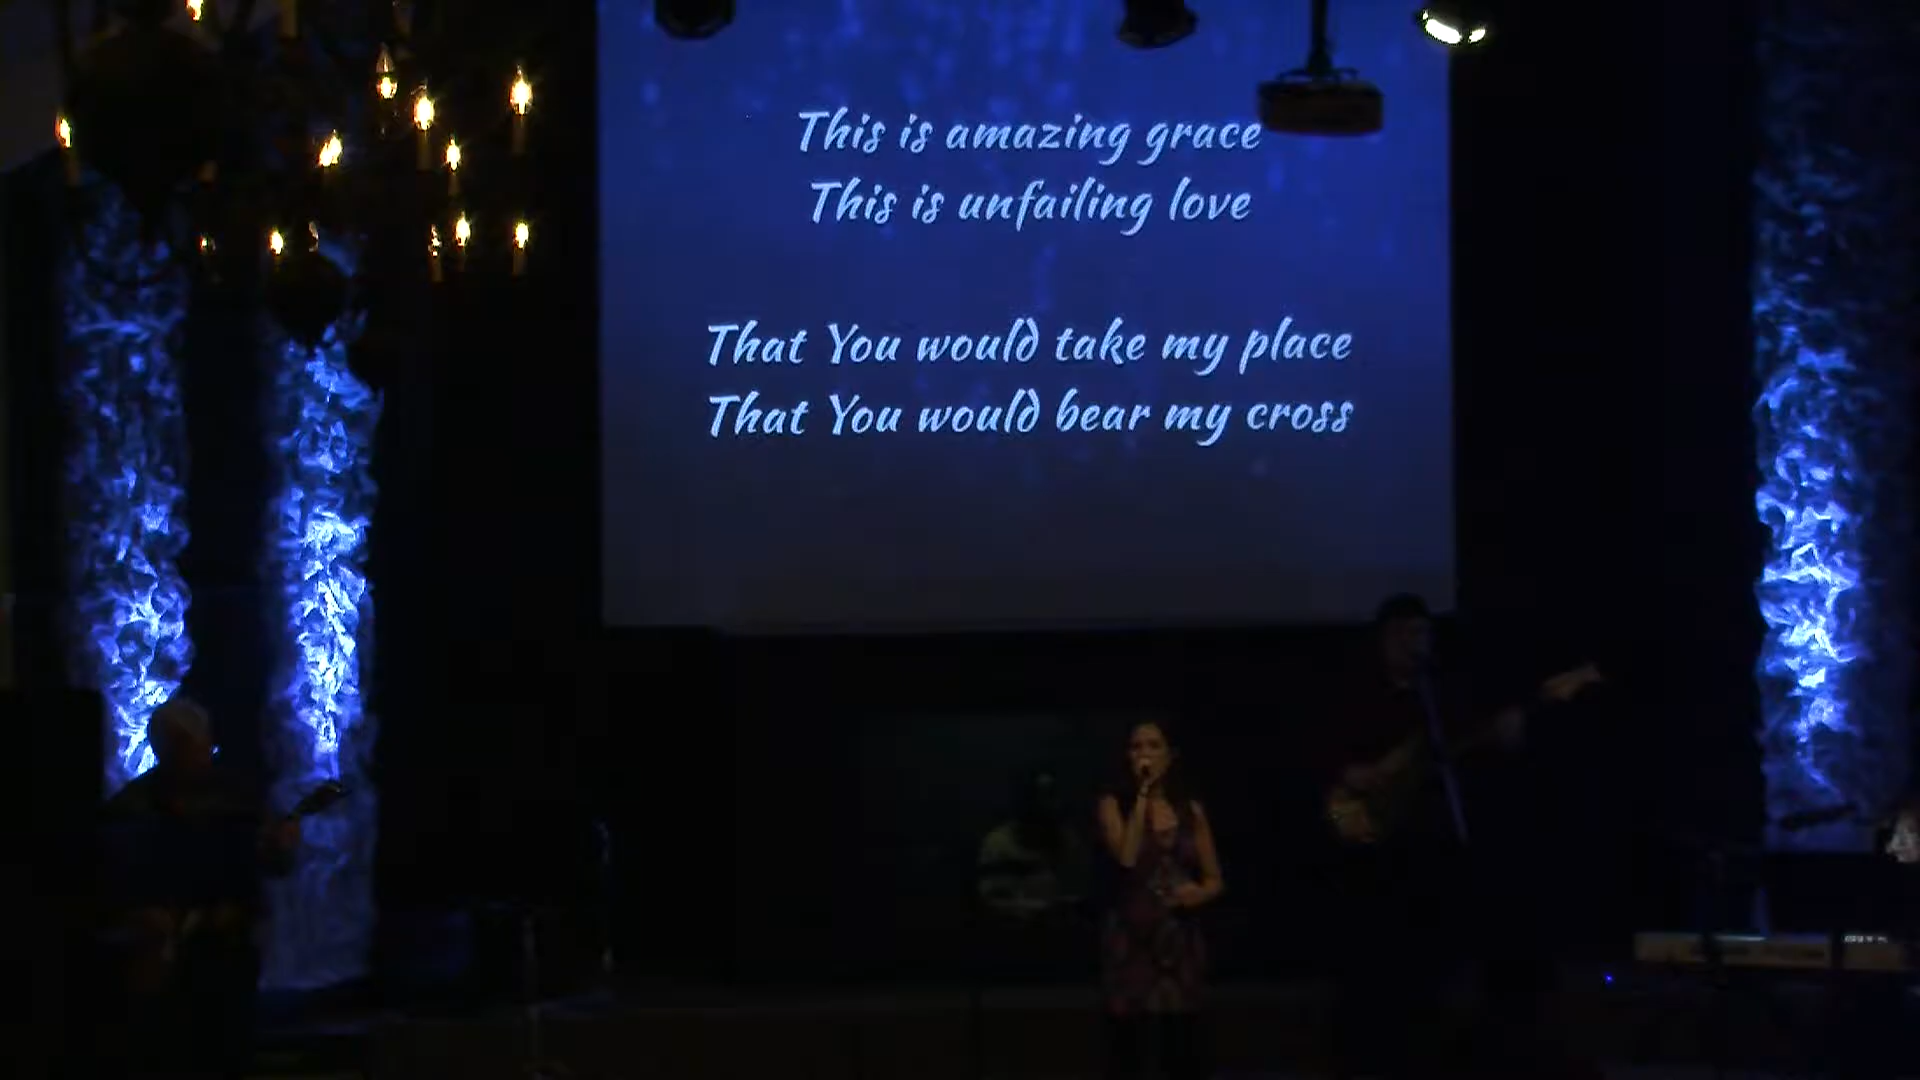 This is amazing grace
This is unfailing love
That You would take my place
That You would bear my cross